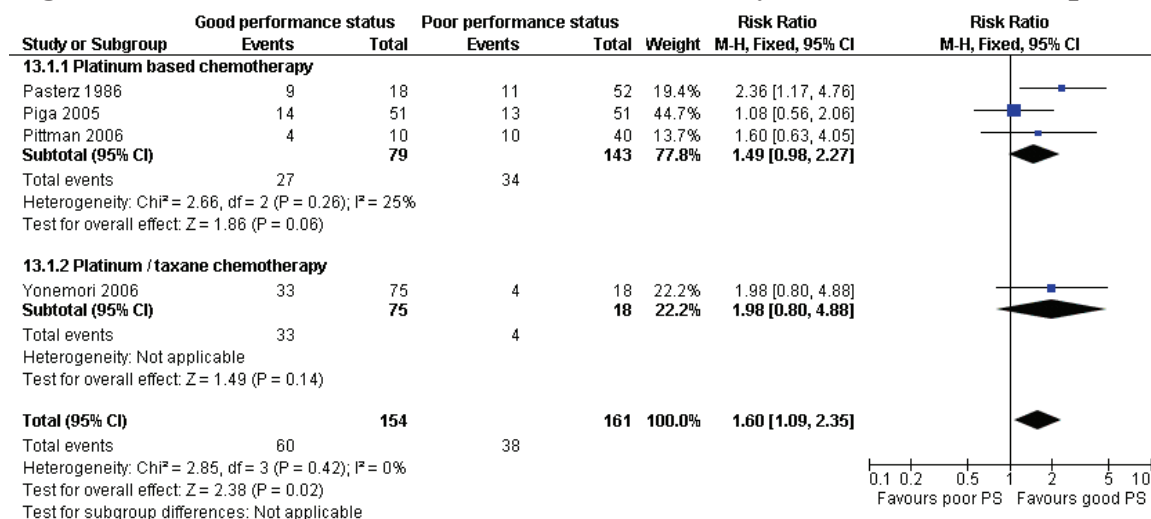 Good performance status Poor performance status Risk Ratio Risk Ratio
Study or Subgroup Events Total Events Total Weight M-H, Fixed, 95% CI M-H, Fixed, 95% CI
13.1.1 Platinum based chemotherapy
Pasterz 1986 9 18 11 52 19.4% 2.36 [1.17, 4.76]
Piga 2005 14 51 13 51 44.7% 1.08 [0.56, 2.06]
Pittman 2006 4 10 10 40 13.7% 1.60 [0.63, 4.05]
Subtotal (95% CI) 79 143 77.8% 1.49 [0.98, 2.27]
Total events 27 34
Heterogeneity: Chi² = 2.66, df = 2 (P = 0.26); I² = 25%
Test for overall effect: Z = 1.86 (P = 0.06)
13.1.2 Platinum / taxane chemotherapy
Yonemori 2006 33 75 4 18 22.2% 1.98 [0.80, 4.88]
Subtotal (95% CI) 75 18 22.2% 1.98 [0.80, 4.88]
Total events 33 4
Heterogeneity: Not applicable
Test for overall effect: Z = 1.49 (P = 0.14)
Total (95% CI) 154 161 100.0% 1.60 [1.09, 2.35]
Total events 60 38
Heterogeneity: Chi² = 2.85, df = 3 (P = 0.42); I² = 0%
Test for overall effect: Z = 2.38 (P = 0.02)
Test for subgroup differences: Not applicable
0.1 0.2 0.5 1 2 5 10
Favours poor PS Favours good PS